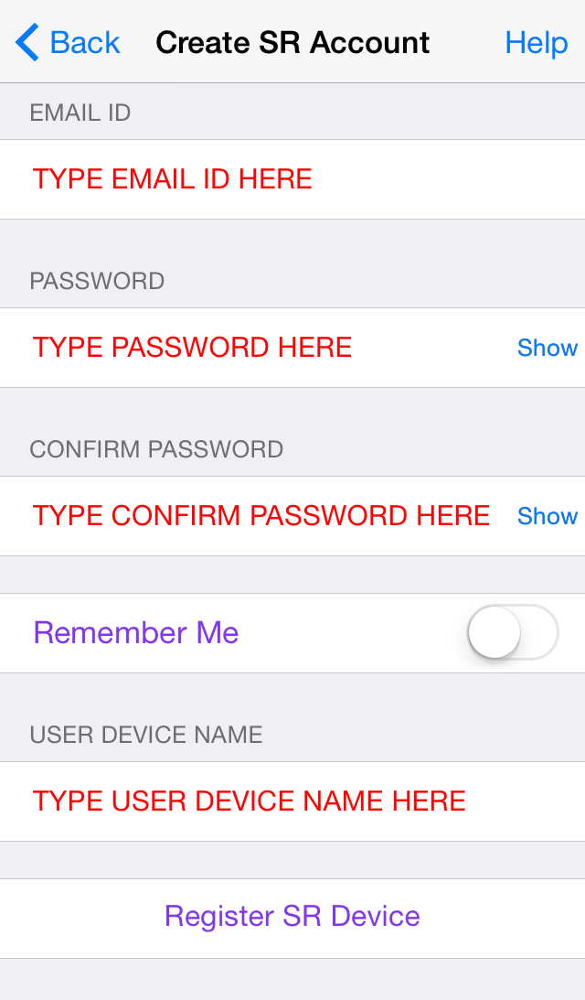 Back Create SR Account Help
EMAIL ID
TYPE EMAIL ID HERE
PASSWORD
TYPE PASSWORD HERE Show
CONFIRM PASSWORD
TYPE CONFIRM PASSWORD HERE Show
Remember Me
USER DEVICE NAME
TYPE USER DEVICE NAME HERE
Register SR Device